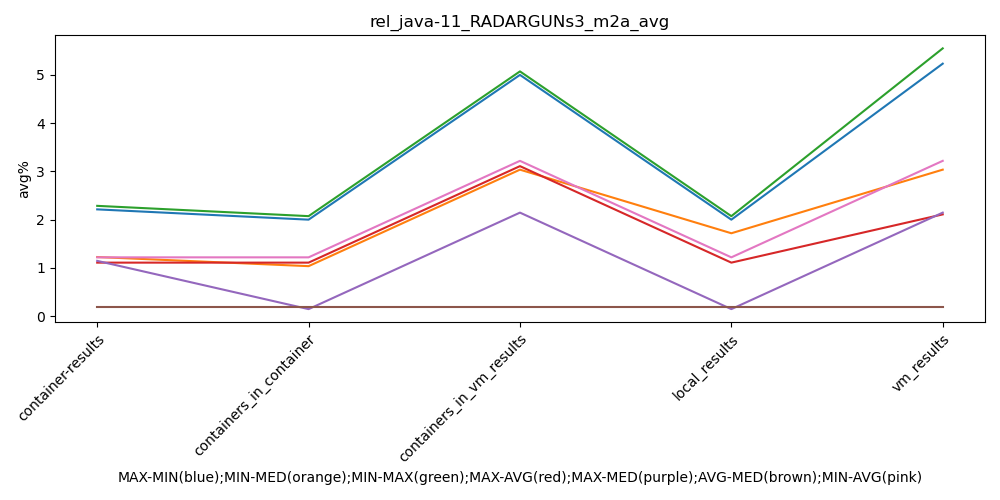 rel_java-11_RADARGUNs3_m2a_avg
avg%
5
4
3
2
1
0
container-results
containers_in_container
containers_in_vm_results
local_results
vm_results
MAX-MIN(blue);MIN-MED(orange);MIN-MAX(green);MAX-AVG(red);MAX-MED(purple);AVG-MED(brown);MIN-AVG(pink)